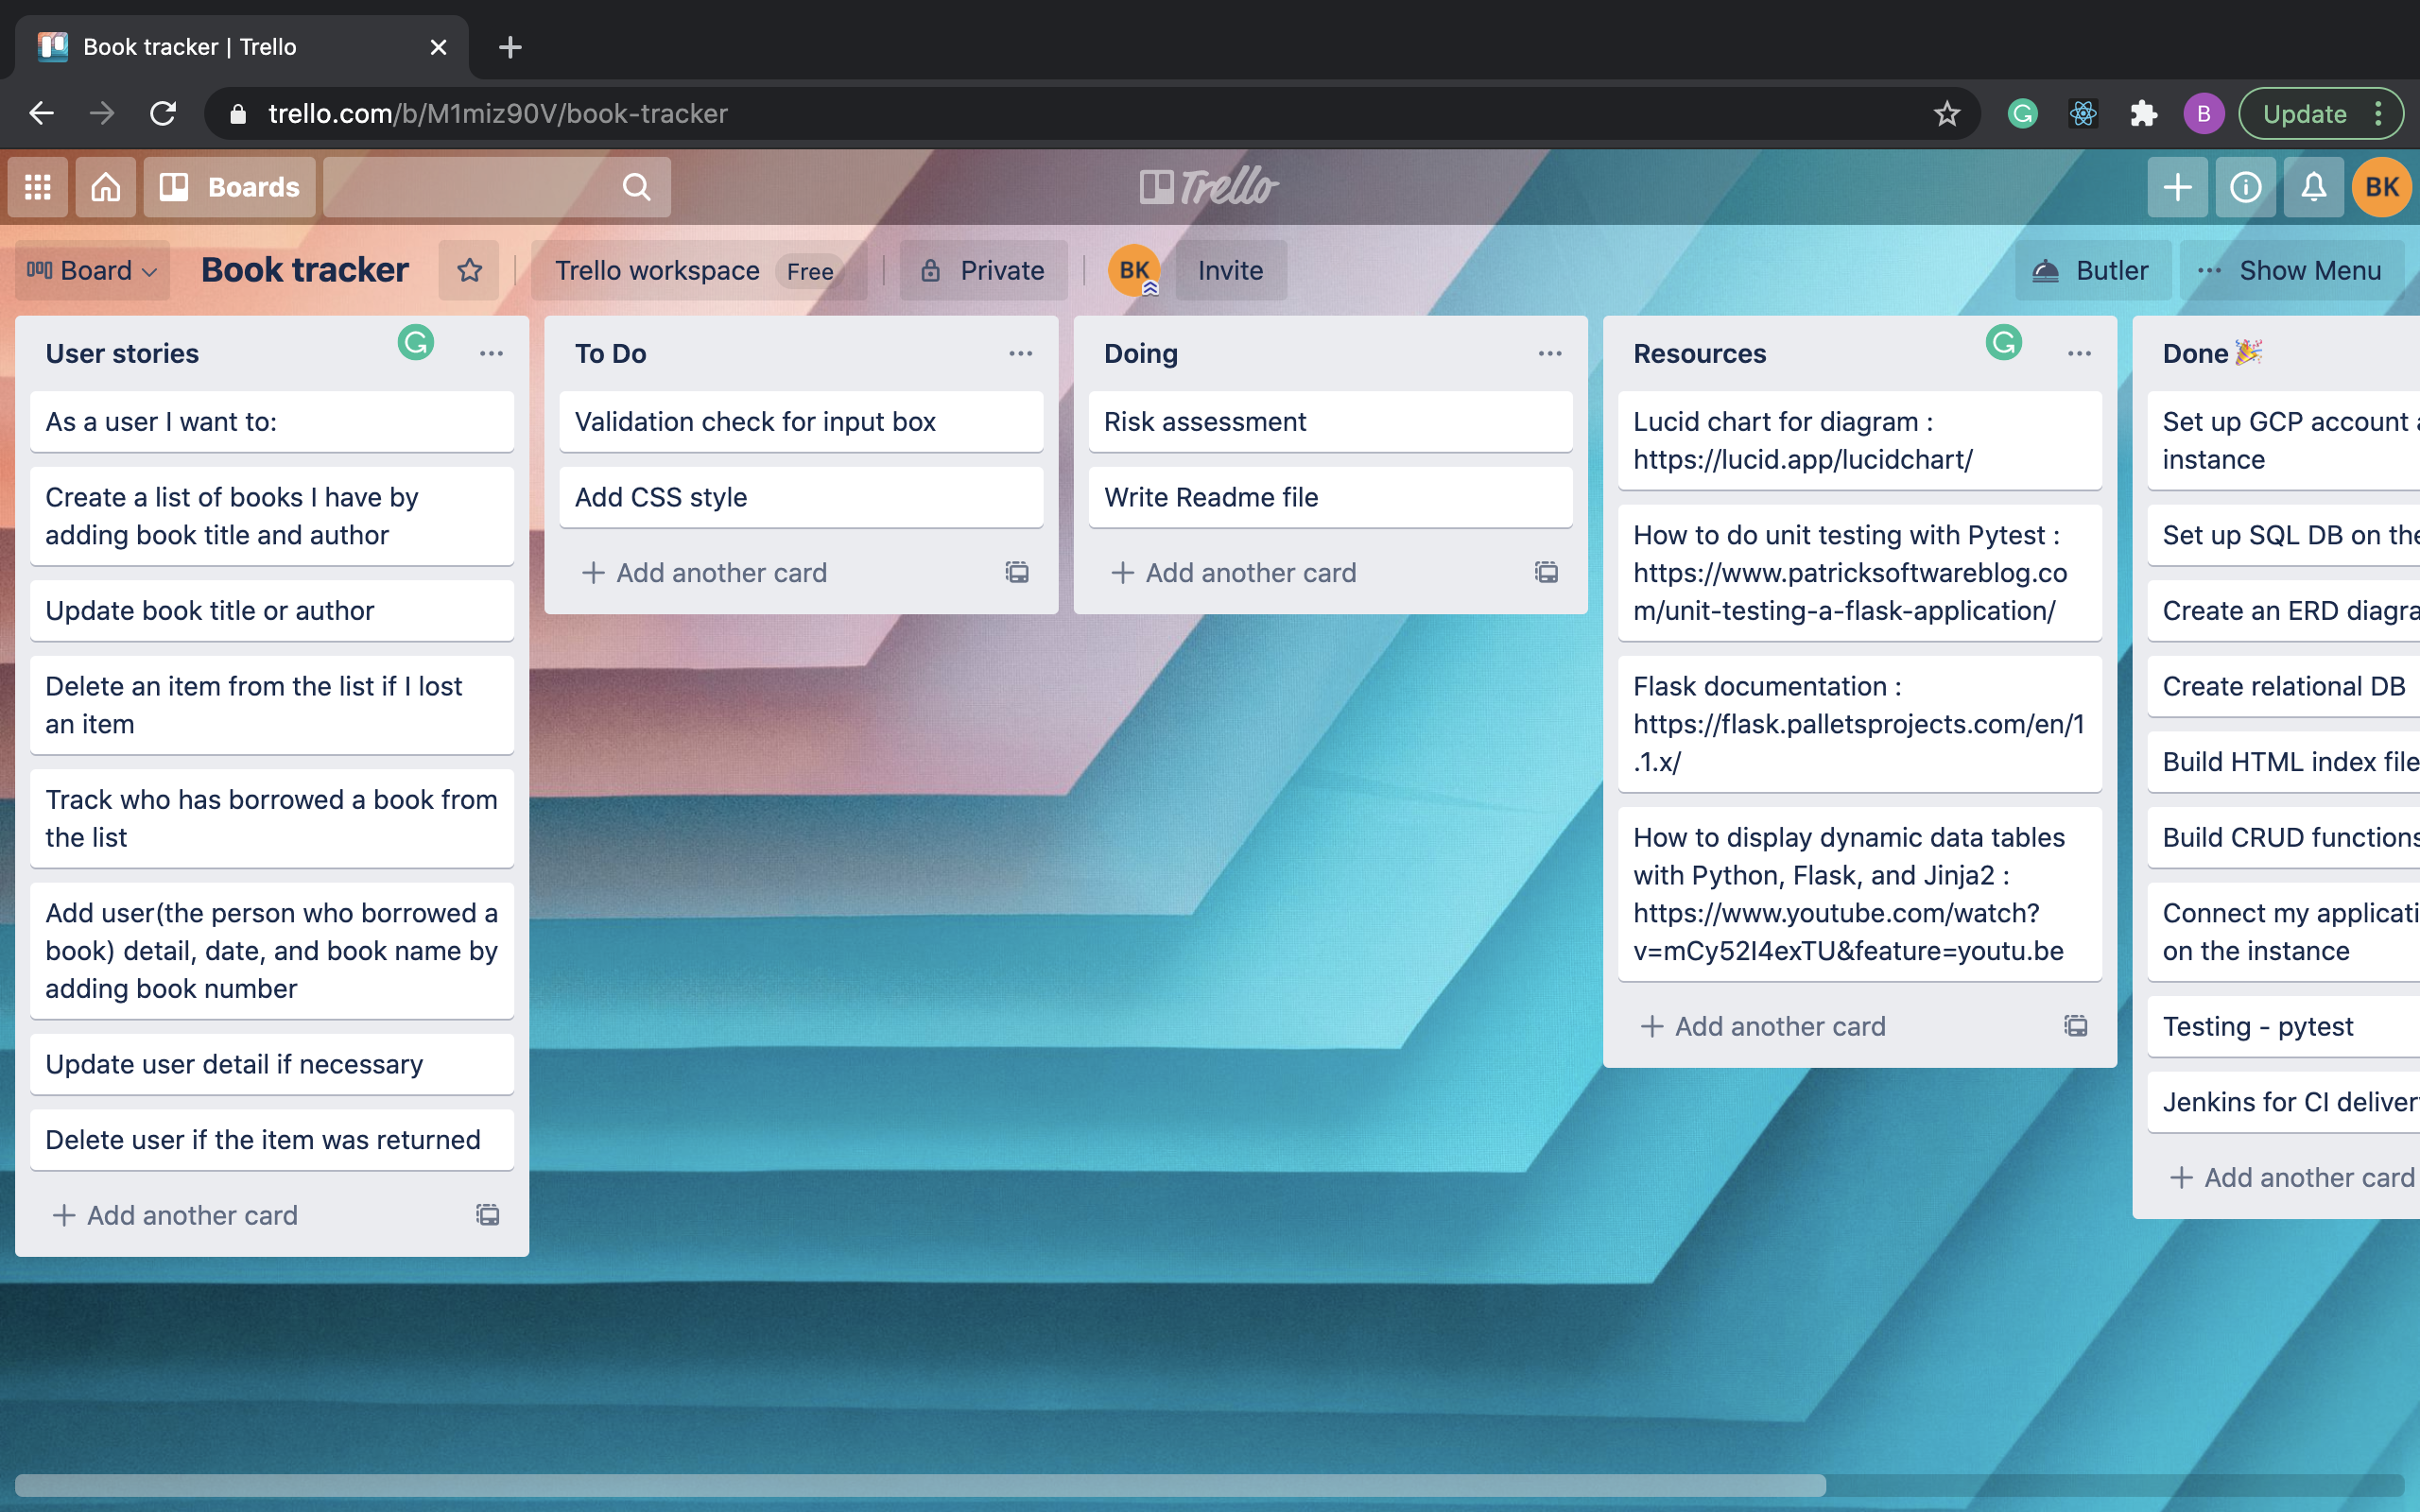 Book tracker | Trello
trello.com/b/M1miz90V/book-tracker
B
Update
Boards
Trello
BK
Board
Book tracker
Trello workspace
Free
Private
BK
Invite
Butler
Show Menu
User stories
As a user I want to:
Create a list of books I have by
adding book title and author
Update book title or author
Delete an item from the list if I lost
an item
Track who has borrowed a book from
the list
Add user(the person who borrowed a
book) detail, date, and book name by
adding book number
Update user detail if necessary
Delete user if the item was returned
Add another card
To Do
Validation check for input box
Add CSS style
Add another card
Doing
Risk assessment
Write Readme file
Add another card
Resources
Lucid chart for diagram :
https://lucid.app/lucidchart/
How to do unit testing with Pytest :
https://www.patricksoftwareblog.co
m/unit-testing-a-flask-application/
Flask documentation :
https://flask.palletsprojects.com/en/1
.1.x/
How to display dynamic data tables
with Python, Flask, and Jinja2 :
https://www.youtube.com/watch?
v=mCy52I4exTU&feature=youtu.be
Add another card
Done 🎉
Set up GCP account
instance
Set up SQL DB on the
Create an ERD diagra
Create relational DB
Build HTML index file
Build CRUD functions
Connect my applicati
on the instance
Testing - pytest
Jenkins for CI deliver
Add another card